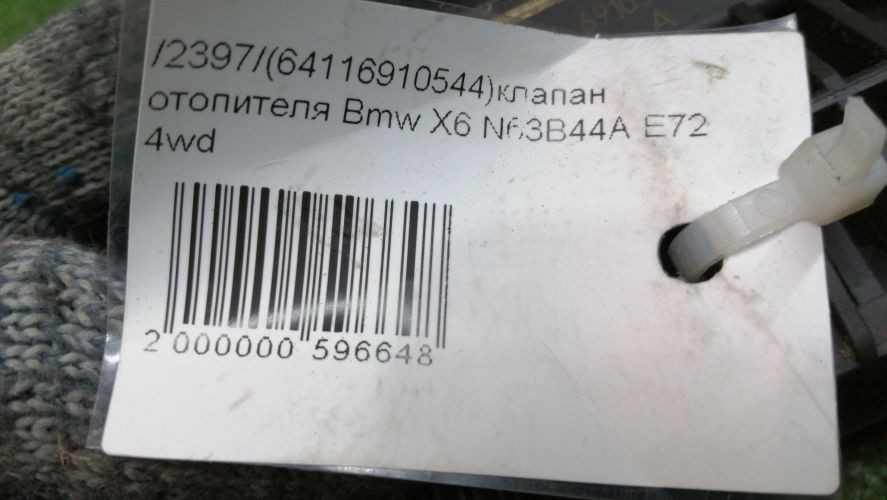 /2397/(64116910544)клапан
отопителя Bmw X6 N63B44A E72
4wd
2 000000 596648